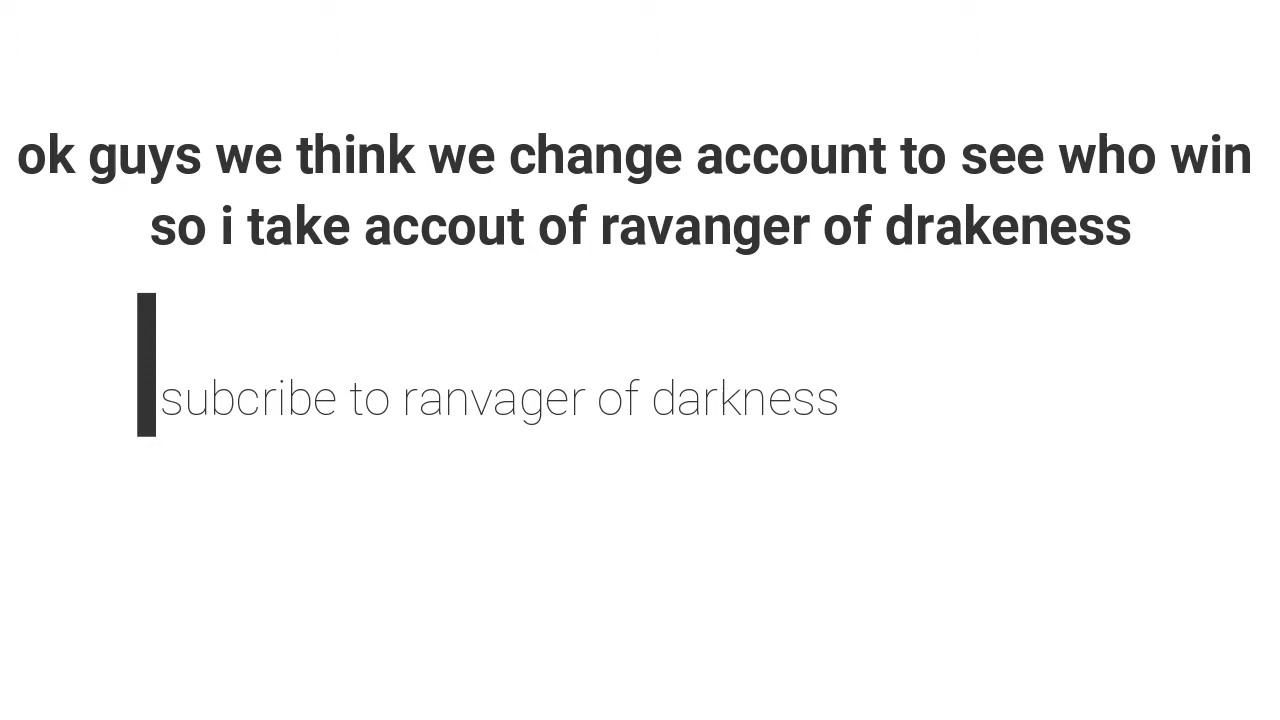 ok guys we think we change account to see who win
so i take accout of ravanger of drakeness
subcribe to ranvager of darkness